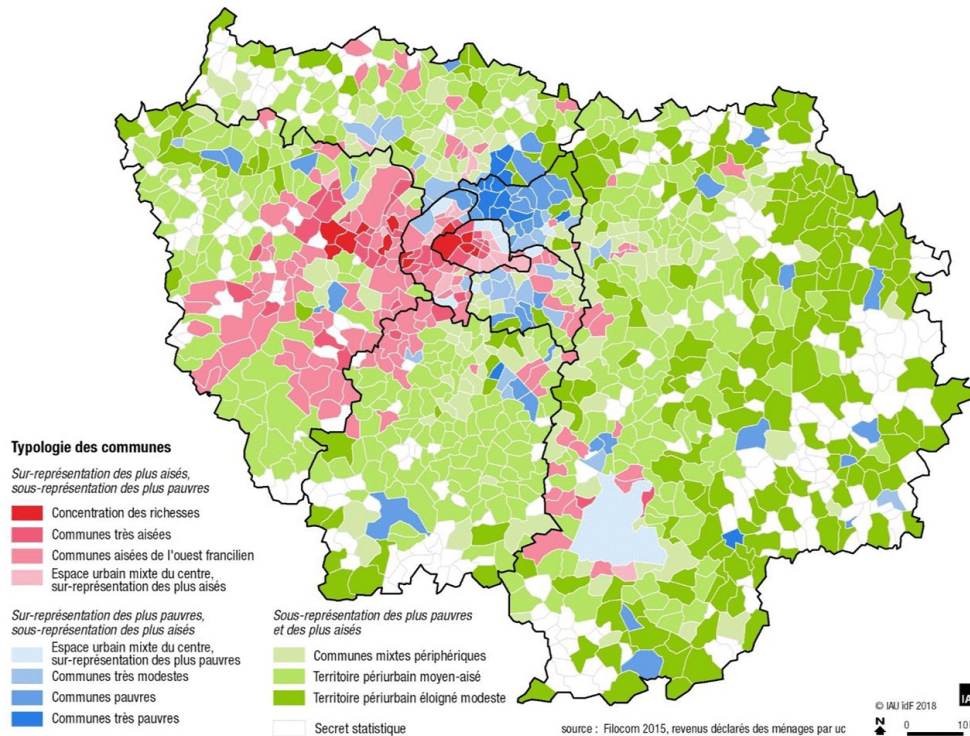 Typologie des communes
Sur-représentation des plus aisés,
sous-représentation des plus pauvres
Concentration des richesses
Communes très aisées
Communes aisées de l'ouest francilien
Espace urbain mixte du centre,
sur-représentation des plus aisés
Sur-représentation des plus pauvres,
sous-représentation des plus aisés
Espace urbain mixte du centre,
sur-représentation des plus pauvres
Communes très modestes
Communes pauvres
Communes très pauvres
Sous-représentation des plus pauvres
et des plus aisés
Communes mixtes périphériques
Territoire périurbain moyen-aisé
Territoire périurbain éloigné modeste
Secret statistique
source : Filocom 2015, revenus déclarés des ménages par uc
© IAU îdF 2018
N
0